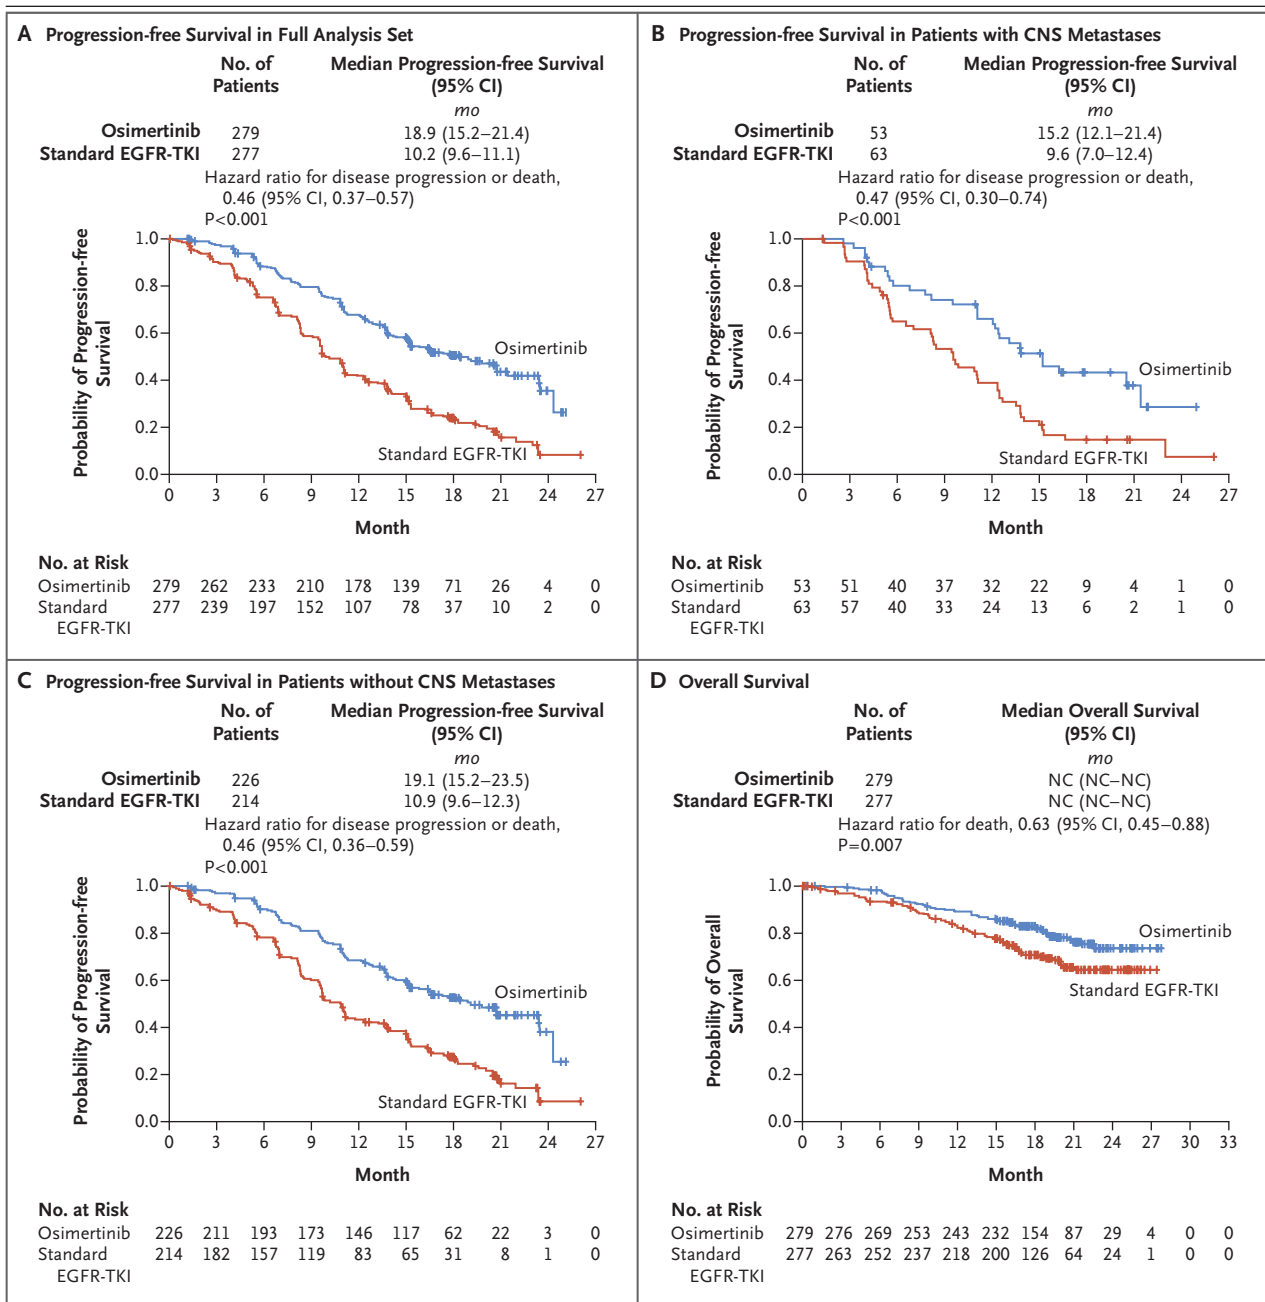 A Progression-free Survival in Full Analysis Set
No. of Patients
Median Progression-free Survival (95% CI)
mo
Osimertinib 279 18.9 (15.2–21.4)
Standard EGFR-TKI 277 10.2 (9.6–11.1)
Hazard ratio for disease progression or death,
0.46 (95% CI, 0.37–0.57)
P<0.001
Probability of Progression-free Survival
1.0
0.8
0.6
0.4
0.2
0.0
Osimertinib
Standard EGFR-TKI
0 3 6 9 12 15 18 21 24 27
Month
No. at Risk
Osimertinib 279 262 233 210 178 139 71 26 4 0
Standard 277 239 197 152 107 78 37 10 2 0
EGFR-TKI
B Progression-free Survival in Patients with CNS Metastases
No. of Patients
Median Progression-free Survival (95% CI)
mo
Osimertinib 53 15.2 (12.1–21.4)
Standard EGFR-TKI 63 9.6 (7.0–12.4)
Hazard ratio for disease progression or death,
0.47 (95% CI, 0.30–0.74)
P<0.001
Probability of Progression-free Survival
1.0
0.8
0.6
0.4
0.2
0.0
Osimertinib
Standard EGFR-TKI
0 3 6 9 12 15 18 21 24 27
Month
No. at Risk
Osimertinib 53 51 40 37 32 22 9 4 1 0
Standard 63 57 40 33 24 13 6 2 1 0
EGFR-TKI
C Progression-free Survival in Patients without CNS Metastases
No. of Patients
Median Progression-free Survival (95% CI)
mo
Osimertinib 226 19.1 (15.2–23.5)
Standard EGFR-TKI 214 10.9 (9.6–12.3)
Hazard ratio for disease progression or death,
0.46 (95% CI, 0.36–0.59)
P<0.001
Probability of Progression-free Survival
1.0
0.8
0.6
0.4
0.2
0.0
Osimertinib
Standard EGFR-TKI
0 3 6 9 12 15 18 21 24 27
Month
No. at Risk
Osimertinib 226 211 193 173 146 117 62 22 3 0
Standard 214 182 157 119 83 65 31 8 1 0
EGFR-TKI
D Overall Survival
No. of Patients
Median Overall Survival (95% CI)
mo
Osimertinib 279 NC (NC–NC)
Standard EGFR-TKI 277 NC (NC–NC)
Hazard ratio for death, 0.63 (95% CI, 0.45–0.88)
P=0.007
Probability of Overall Survival
1.0
0.8
0.6
0.4
0.2
0.0
Osimertinib
Standard EGFR-TKI
0 3 6 9 12 15 18 21 24 27 30 33
Month
No. at Risk
Osimertinib 279 276 269 253 243 232 154 87 29 4 0 0
Standard 277 263 252 237 218 200 126 64 24 1 0 0
EGFR-TKI